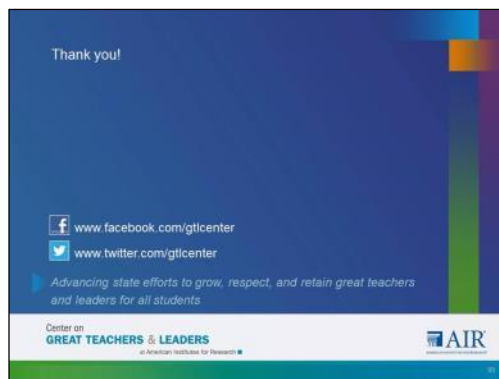 Thank you!
www.facebook.com/gtlcenter
www.twitter.com/gtlcenter
Advancing state efforts to grow, respect, and retain great teachers
and leaders for all students
Center on
GREAT TEACHERS & LEADERS
at American Institutes for Research
AIR